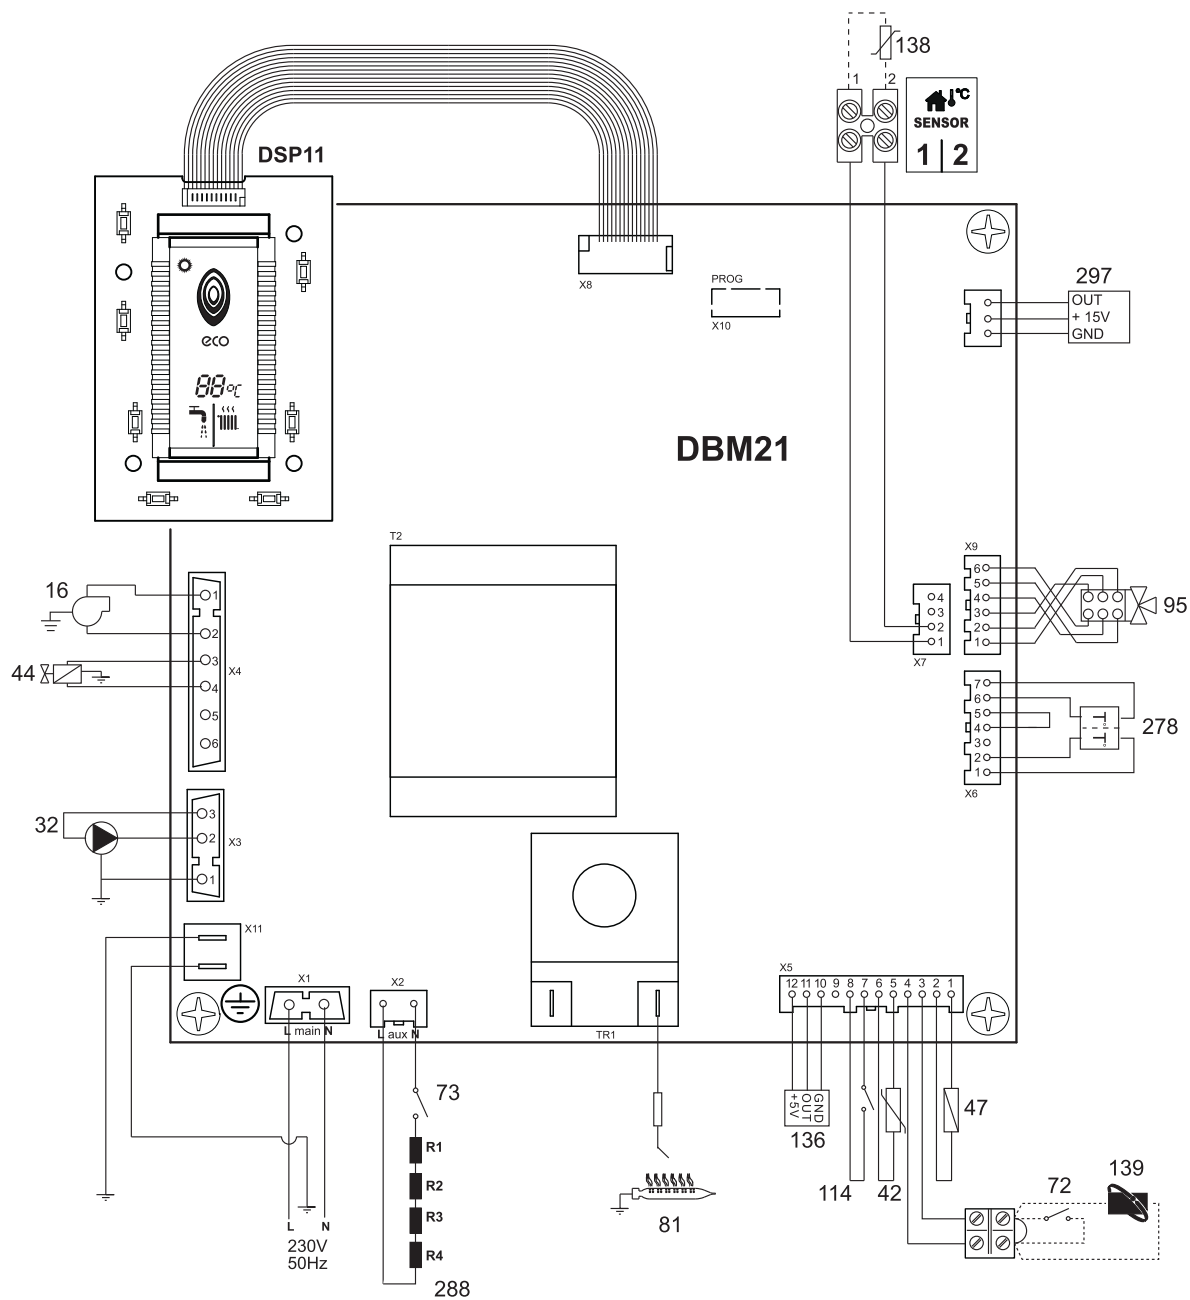 138
1 2
°C
SENSOR
1 2
DSP11
X8
PROG
X10
297
OUT
+ 15V
GND
eco
88°C
DBM21
T2
X9
6
5
4
3
2
1
95
16
1
2
3
4
5
6
X4
44
4
3
2
1
X7
7
6
5
4
3
2
1
X6
278
32
3
2
1
X3
X11
X1
L main N
X2
L aux N
TR1
X5
12 11 10 9 8 7 6 5 4 3 2 1
73
R1
R2
R3
R4
288
L N
230V
50Hz
81
+5V
OUT
GND
136
114
42
47
72
139